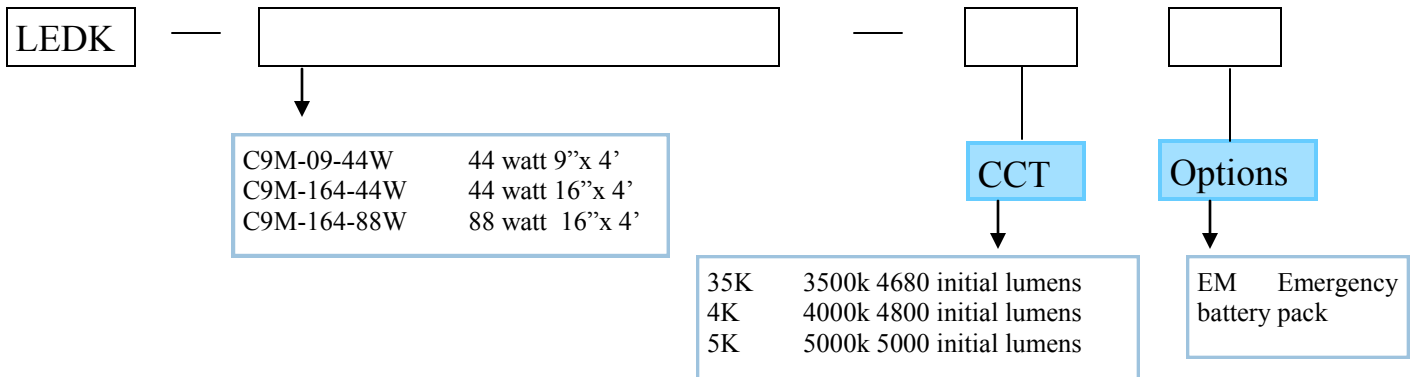 LEDK — —
C9M-09-44W 44 watt 9”x 4’
C9M-164-44W 44 watt 16”x 4’
C9M-164-88W 88 watt 16”x 4’
CCT
35K 3500k 4680 initial lumens
4K 4000k 4800 initial lumens
5K 5000k 5000 initial lumens
Options
EM Emergency
battery pack